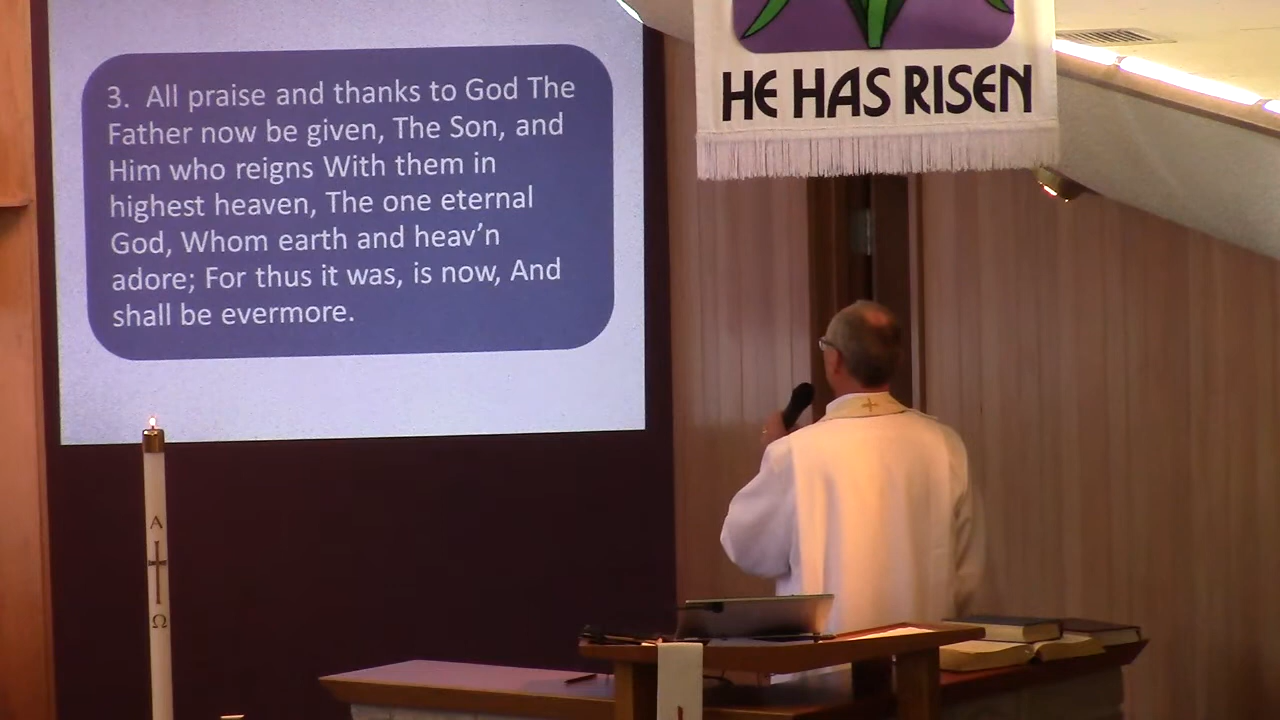 3. All praise and thanks to God The
Father now be given, The Son, and
Him who reigns With them in
highest heaven, The one eternal
God, Whom earth and heav’n
adore; For thus it was, is now, And
shall be evermore.
HE HAS RISEN
Α
Ω